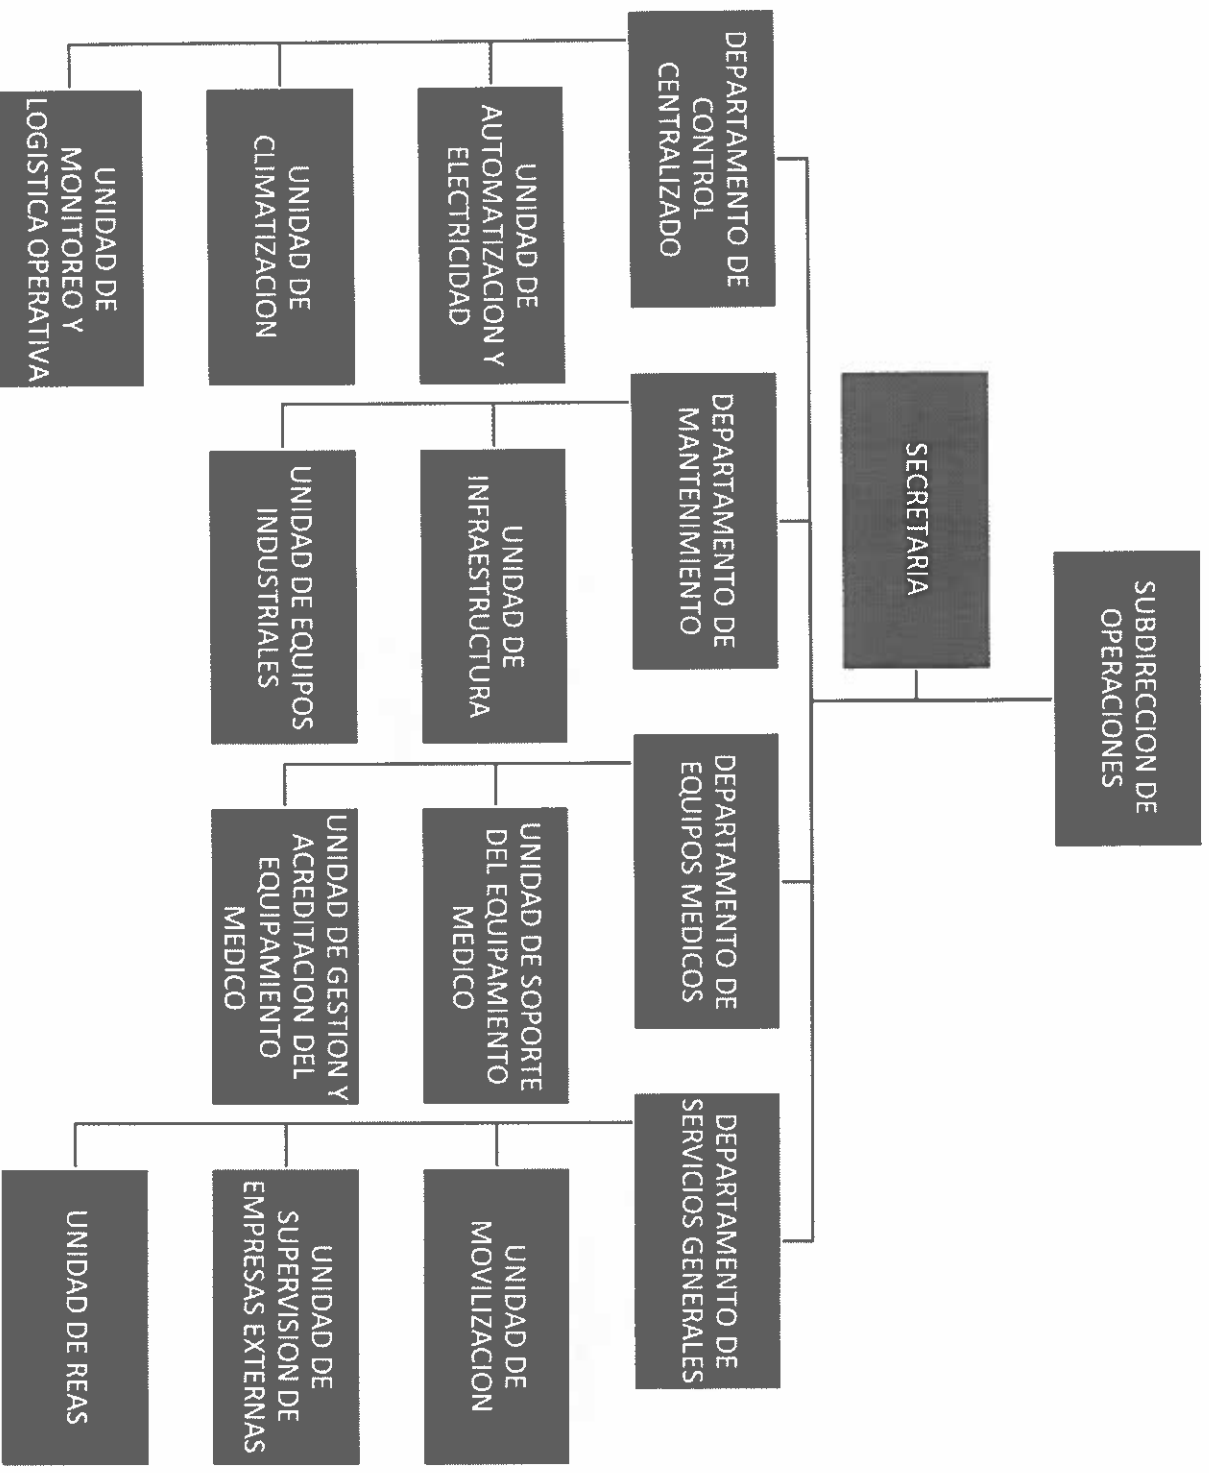 SUBDIRECCION DE
OPERACIONES
SECRETARIA
DEPARTAMENTO DE
CONTROL
CENTRALIZADO
UNIDAD DE
AUTOMATIZACION Y
ELECTRICIDAD
UNIDAD DE
CLIMATIZACION
UNIDAD DE
MONITOREO Y
LOGISTICA OPERATIVA
DEPARTAMENTO DE
MANTENIMIENTO
UNIDAD DE
INFRAESTRUCTURA
UNIDAD DE EQUIPOS
INDUSTRIALES
DEPARTAMENTO DE
EQUIPOS MEDICOS
UNIDAD DE SOPORTE
DEL EQUIPAMIENTO
MEDICO
UNIDAD DE GESTION Y
ACREDITACION DEL
EQUIPAMIENTO
MEDICO
DEPARTAMENTO DE
SERVICIOS GENERALES
UNIDAD DE
MOVILIZACION
UNIDAD DE
SUPERVISION DE
EMPRESAS EXTERNAS
UNIDAD DE REAS